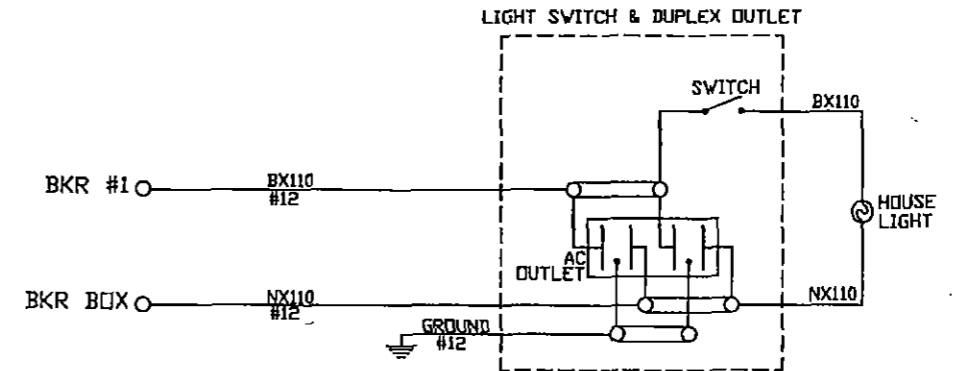 LIGHT SWITCH & DUPLEX OUTLET
SWITCH
BX110
BKR #1
BX110
#12
HOUSE
LIGHT
AC
OUTLET
BKR BOX
NX110
#12
NX110
GROUND
#12